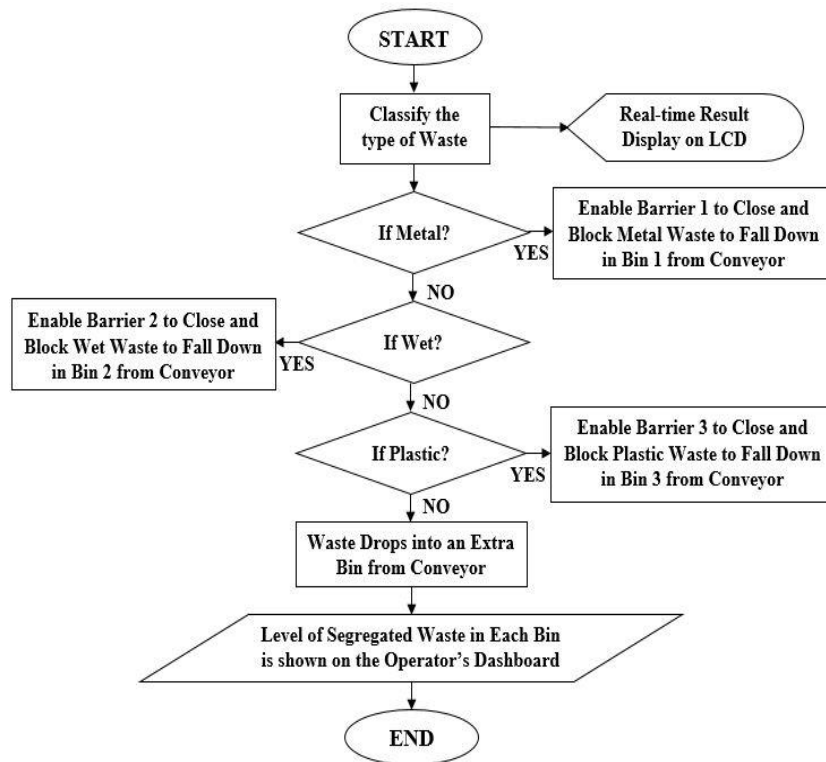 START
Classify the
type of Waste
Real-time Result
Display on LCD
If Metal?
YES
Enable Barrier 1 to Close and
Block Metal Waste to Fall Down
in Bin 1 from Conveyor
NO
If Wet?
YES
Enable Barrier 2 to Close and
Block Wet Waste to Fall Down
in Bin 2 from Conveyor
NO
If Plastic?
YES
Enable Barrier 3 to Close and
Block Plastic Waste to Fall Down
in Bin 3 from Conveyor
NO
Waste Drops into an Extra
Bin from Conveyor
Level of Segregated Waste in Each Bin
is shown on the Operator’s Dashboard
END